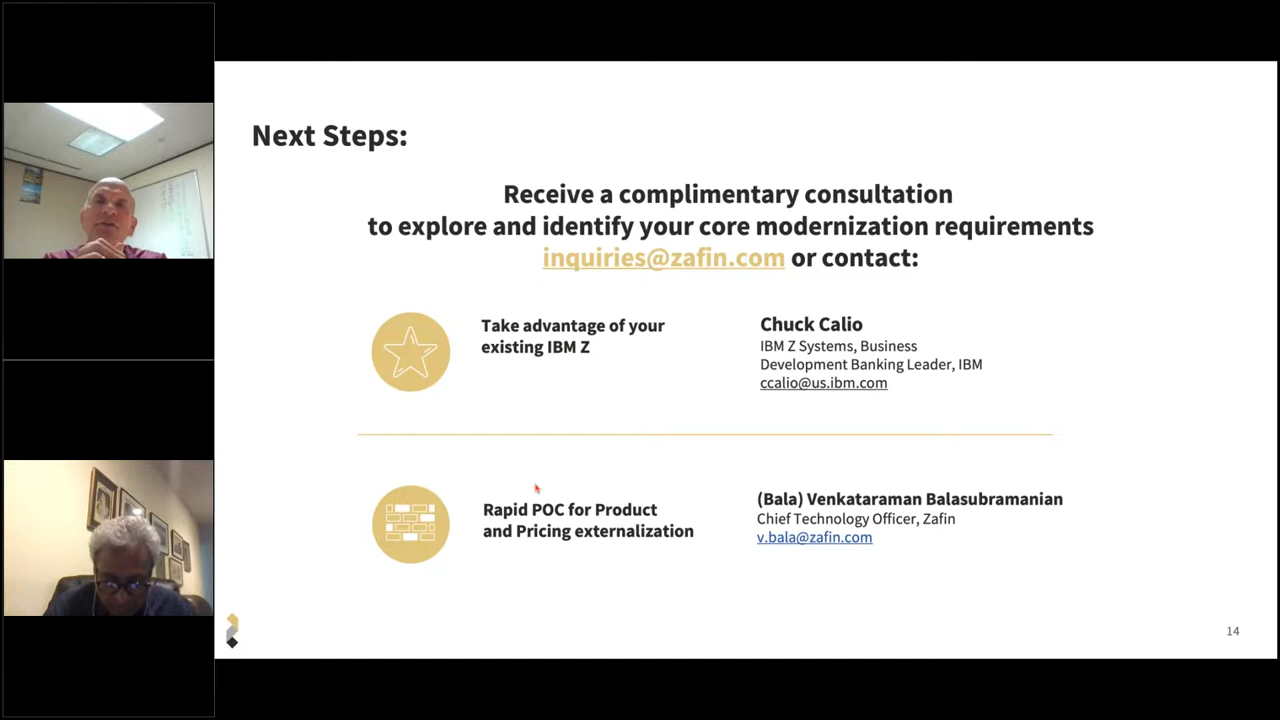 Next Steps:
Receive a complimentary consultation
to explore and identify your core modernization requirements
inquiries@zafin.com or contact:
Take advantage of your
existing IBM Z
Chuck Calio
IBM Z Systems, Business
Development Banking Leader, IBM
ccalio@us.ibm.com
Rapid POC for Product
and Pricing externalization
(Bala) Venkataraman Balasubramanian
Chief Technology Officer, Zafin
v.bala@zafin.com
14